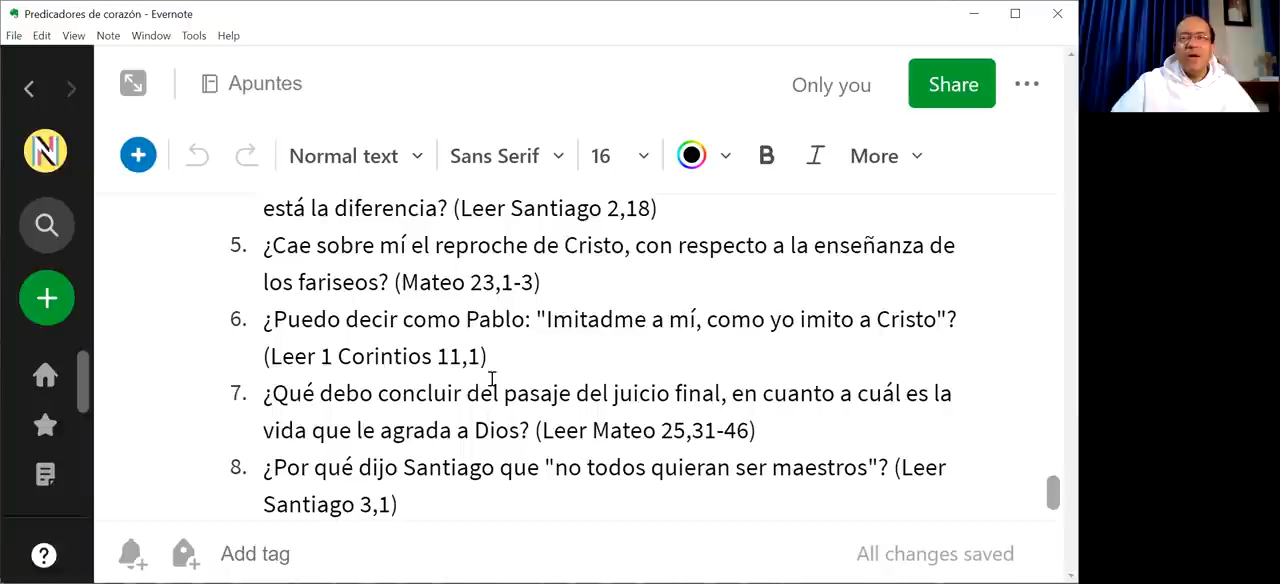 Predicadores de corazón - Evernote
File Edit View Note Window Tools Help
Apuntes
Only you
Share
Normal text
Sans Serif
16
B
I
More
está la diferencia? (Leer Santiago 2,18)
5. ¿Cae sobre mí el reproche de Cristo, con respecto a la enseñanza de
los fariseos? (Mateo 23,1-3)
6. ¿Puedo decir como Pablo: "Imitadme a mí, como yo imito a Cristo"?
(Leer 1 Corintios 11,1)
7. ¿Qué debo concluir del pasaje del juicio final, en cuanto a cuál es la
vida que le agrada a Dios? (Leer Mateo 25,31-46)
8. ¿Por qué dijo Santiago que "no todos quieran ser maestros"? (Leer
Santiago 3,1)
Add tag
All changes saved
N
?